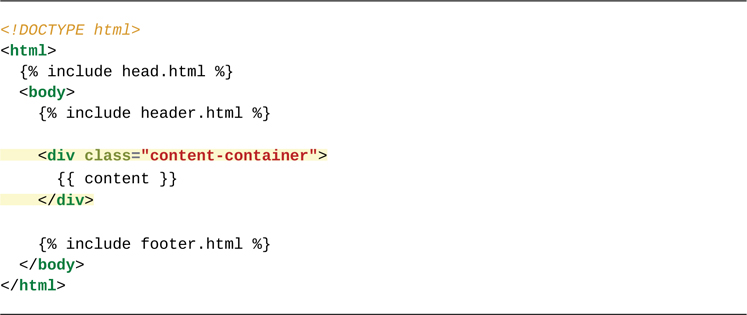 <!DOCTYPE html>
<html>
  {% include head.html %}
  <body>
    {% include header.html %}

    <div class="content-container">
      {{ content }}
    </div>

    {% include footer.html %}
  </body>
</html>